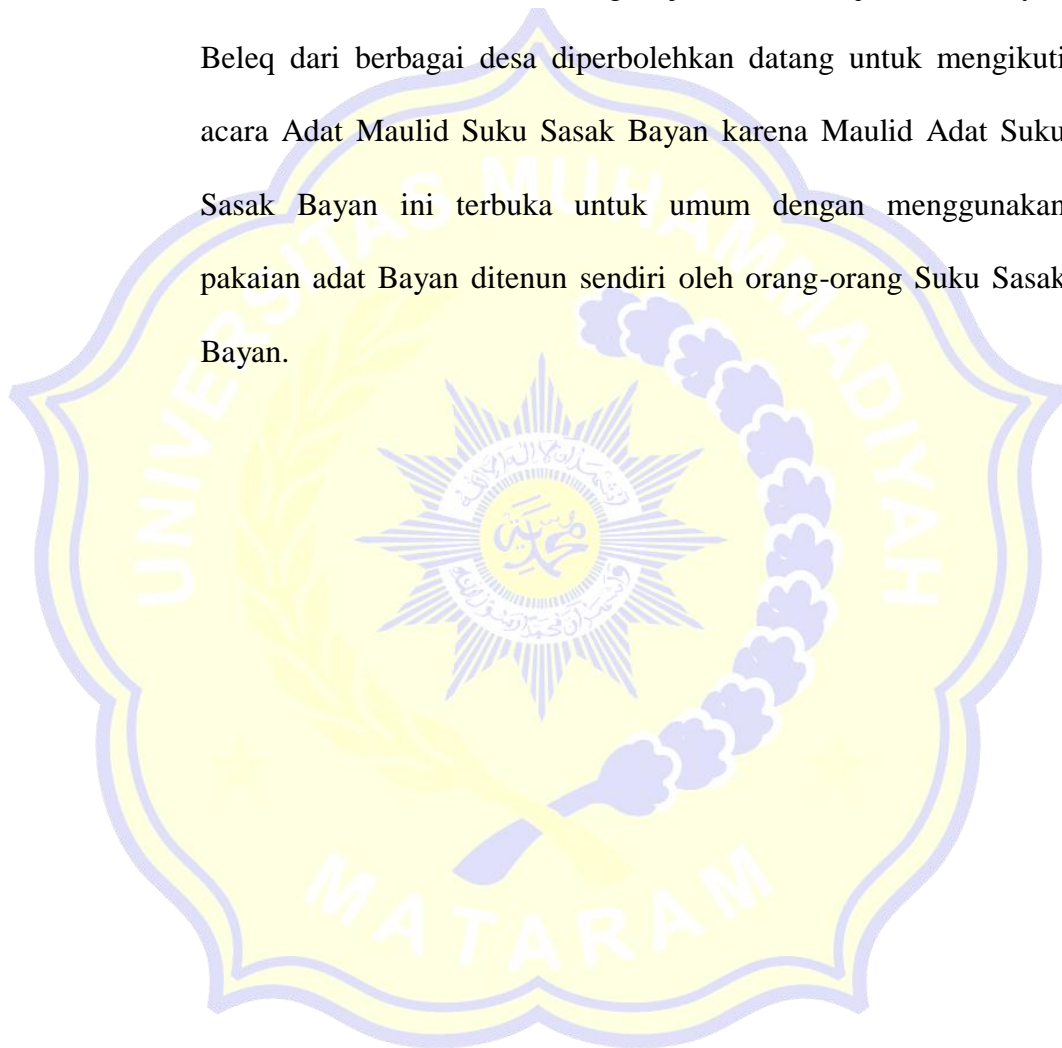 Beleq dari berbagai desa diperbolehkan datang untuk mengikuti
acara Adat Maulid Suku Sasak Bayan karena Maulid Adat Suku
Sasak Bayan ini terbuka untuk umum dengan menggunakan
pakaian adat Bayan ditenun sendiri oleh orang-orang Suku Sasak
Bayan.
UNIVERSITAS MUHAMMADIYAH
MATARAM